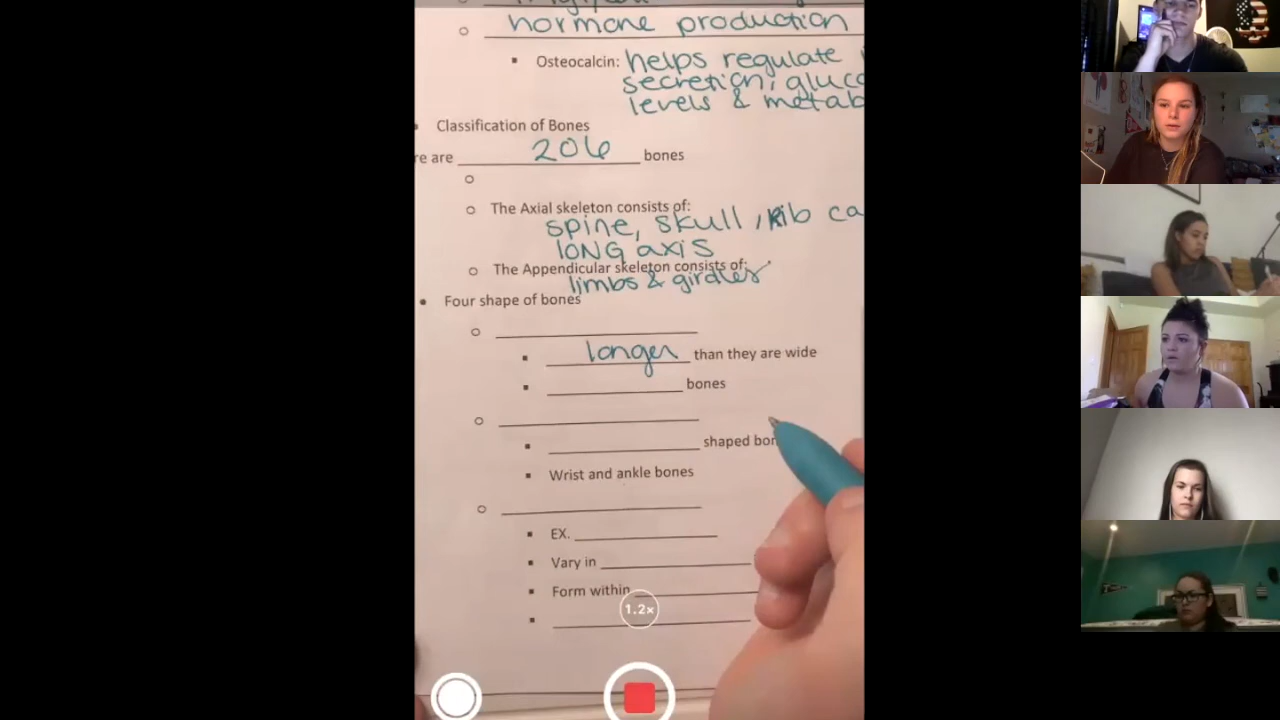 hormone production
Osteocalcin: helps regulate
secretion, gluco
levels & metab
Classification of Bones
re are 206 bones
The Axial skeleton consists of:
spine, skull, rib ca
LONG axis
The Appendicular skeleton consists of:
limbs & girdles
Four shape of bones
longer than they are wide
bones
shaped bon
Wrist and ankle bones
EX.
Vary in
Form within
1.2x